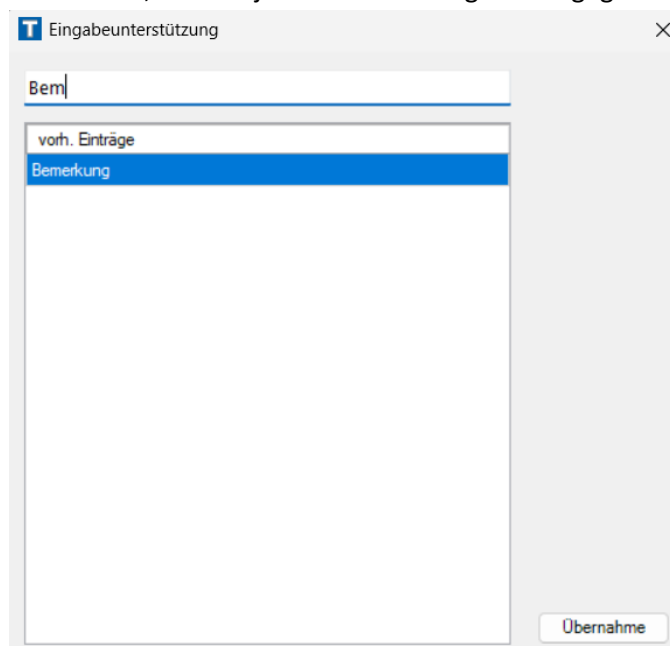 T Eingabeunterstützung
Bem
vorh. Einträge
Bemerkung
Übernahme